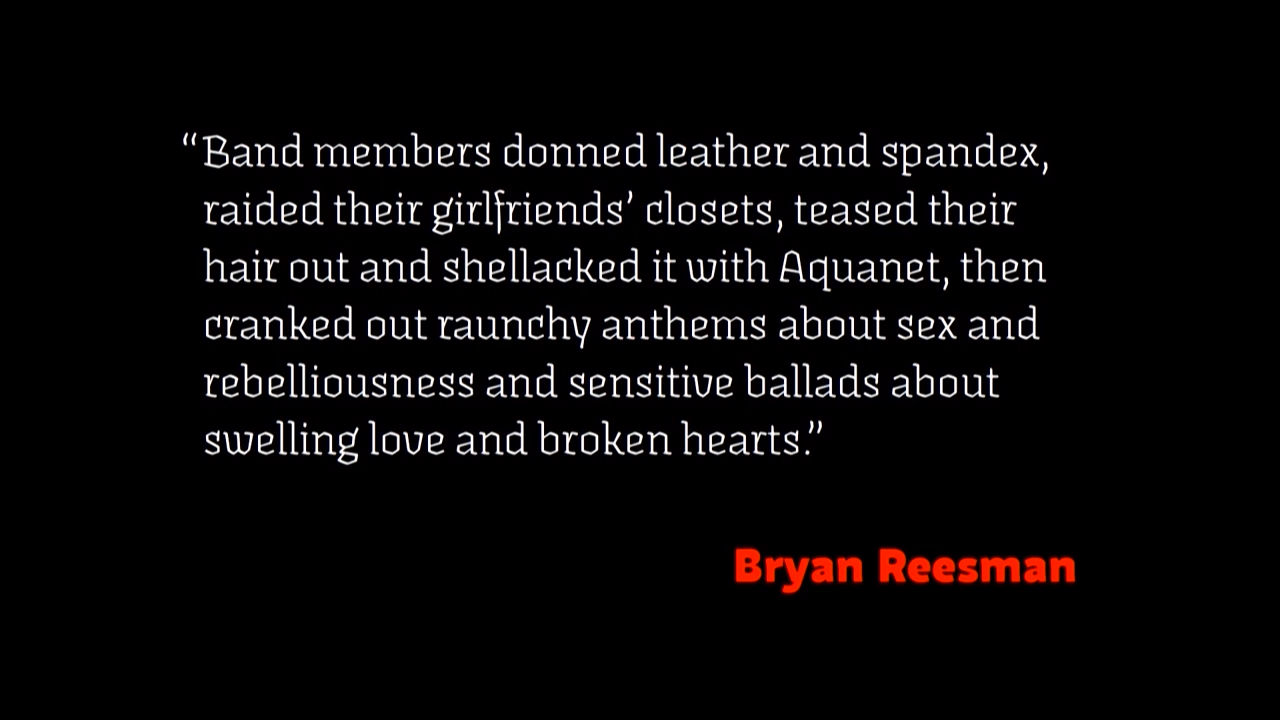 “Band members donned leather and spandex,
raided their girlfriends’ closets, teased their
hair out and shellacked it with Aquanet, then
cranked out raunchy anthems about sex and
rebelliousness and sensitive ballads about
swelling love and broken hearts.”
Bryan Reesman